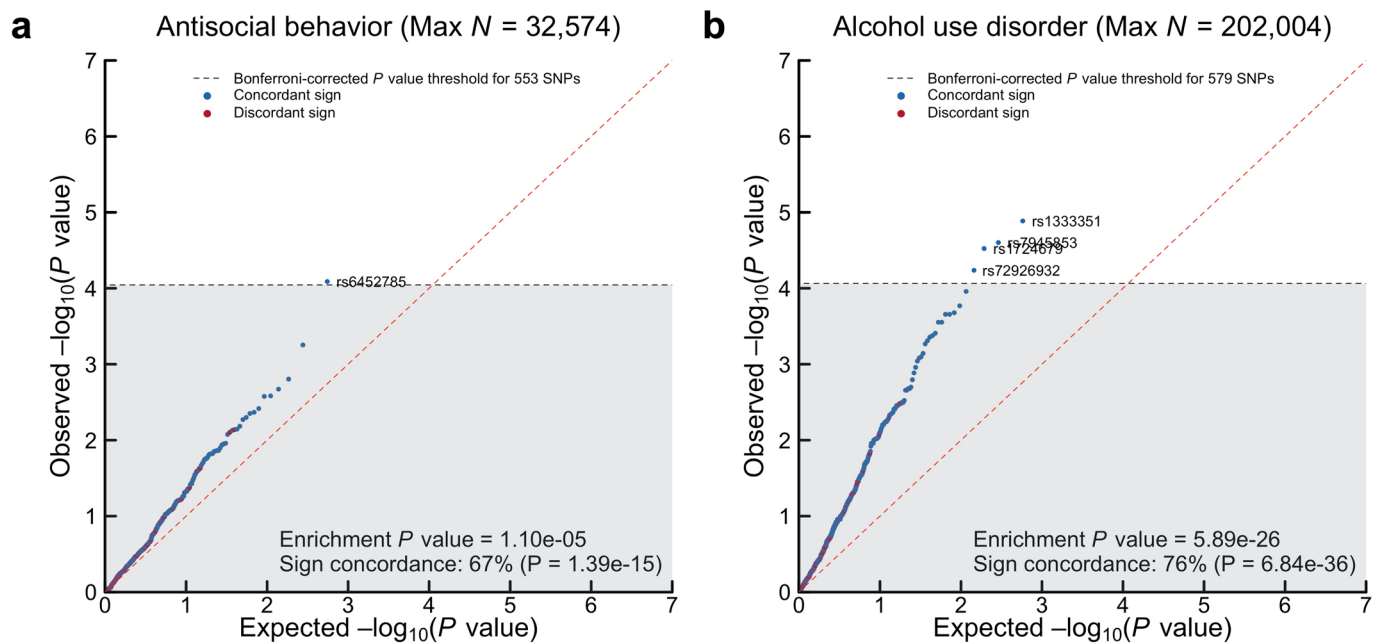 a
Antisocial behavior (Max N = 32,574)
7
6
5
4
3
2
1
0
Observed –log10(P value)
Bonferroni-corrected P value threshold for 553 SNPs
Concordant sign
Discordant sign
rs6452785
Enrichment P value = 1.10e-05
Sign concordance: 67% (P = 1.39e-15)
0 1 2 3 4 5 6 7
Expected –log10(P value)
b
Alcohol use disorder (Max N = 202,004)
7
6
5
4
3
2
1
0
Observed –log10(P value)
Bonferroni-corrected P value threshold for 579 SNPs
Concordant sign
Discordant sign
rs1333351
rs7945853
rs1724679
rs72926932
Enrichment P value = 5.89e-26
Sign concordance: 76% (P = 6.84e-36)
0 1 2 3 4 5 6 7
Expected –log10(P value)